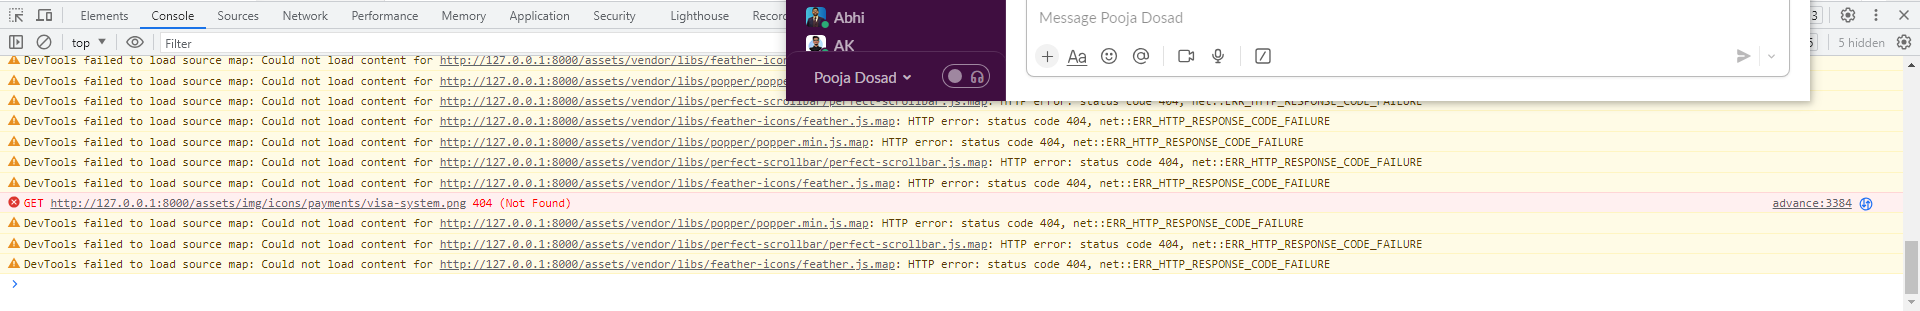 Elements Console Sources Network Performance Memory Application Security Lighthouse Recor
3
top Filter
5 5 hidden
Abhi
AK
Pooja Dosad
Message Pooja Dosad
Aa
DevTools failed to load source map: Could not load content for http://127.0.0.1:8000/assets/vendor/libs/feather-icon
DevTools failed to load source map: Could not load content for http://127.0.0.1:8000/assets/vendor/libs/popper/poppe
DevTools failed to load source map: Could not load content for http://127.0.0.1:8000/assets/vendor/libs/perfect-scrollbar/perfect-scrollbar.js.map: HTTP error: status code 404, net::ERR_HTTP_RESPONSE_CODE_FAILURE
DevTools failed to load source map: Could not load content for http://127.0.0.1:8000/assets/vendor/libs/feather-icons/feather.js.map: HTTP error: status code 404, net::ERR_HTTP_RESPONSE_CODE_FAILURE
DevTools failed to load source map: Could not load content for http://127.0.0.1:8000/assets/vendor/libs/popper/popper.min.js.map: HTTP error: status code 404, net::ERR_HTTP_RESPONSE_CODE_FAILURE
DevTools failed to load source map: Could not load content for http://127.0.0.1:8000/assets/vendor/libs/perfect-scrollbar/perfect-scrollbar.js.map: HTTP error: status code 404, net::ERR_HTTP_RESPONSE_CODE_FAILURE
DevTools failed to load source map: Could not load content for http://127.0.0.1:8000/assets/vendor/libs/feather-icons/feather.js.map: HTTP error: status code 404, net::ERR_HTTP_RESPONSE_CODE_FAILURE
GET http://127.0.0.1:8000/assets/img/icons/payments/visa-system.png 404 (Not Found) advance:3384
DevTools failed to load source map: Could not load content for http://127.0.0.1:8000/assets/vendor/libs/popper/popper.min.js.map: HTTP error: status code 404, net::ERR_HTTP_RESPONSE_CODE_FAILURE
DevTools failed to load source map: Could not load content for http://127.0.0.1:8000/assets/vendor/libs/perfect-scrollbar/perfect-scrollbar.js.map: HTTP error: status code 404, net::ERR_HTTP_RESPONSE_CODE_FAILURE
DevTools failed to load source map: Could not load content for http://127.0.0.1:8000/assets/vendor/libs/feather-icons/feather.js.map: HTTP error: status code 404, net::ERR_HTTP_RESPONSE_CODE_FAILURE